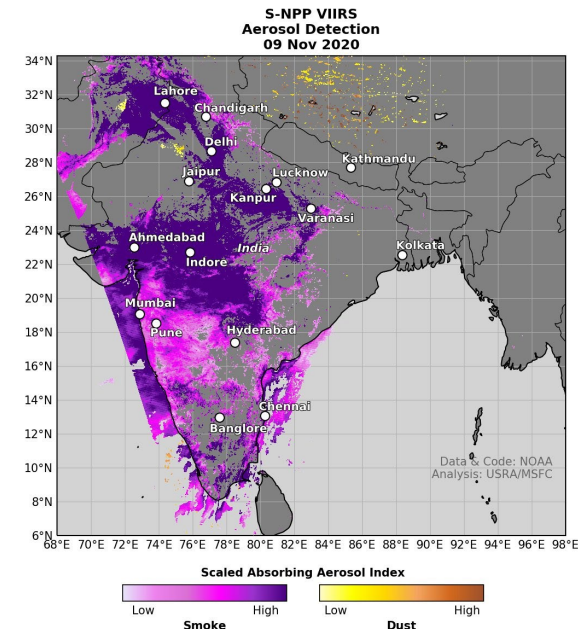 S-NPP VIIRS
Aerosol Detection
09 Nov 2020
34°N
32°N
30°N
28°N
26°N
24°N
22°N
20°N
18°N
16°N
14°N
12°N
10°N
8°N
6°N
Lahore
Chandigarh
Delhi
Kathmandu
Jaipur
Lucknow
Kanpur
Varanasi
Ahmedabad
India
Kolkata
Indore
Mumbai
Pune
Hyderabad
Chennai
Banglore
Data & Code: NOAA
Analysis: USRA/MSFC
68°E 70°E 72°E 74°E 76°E 78°E 80°E 82°E 84°E 86°E 88°E 90°E 92°E 94°E 96°E 98°E
Scaled Absorbing Aerosol Index
Low High Low High
Smoke Dust